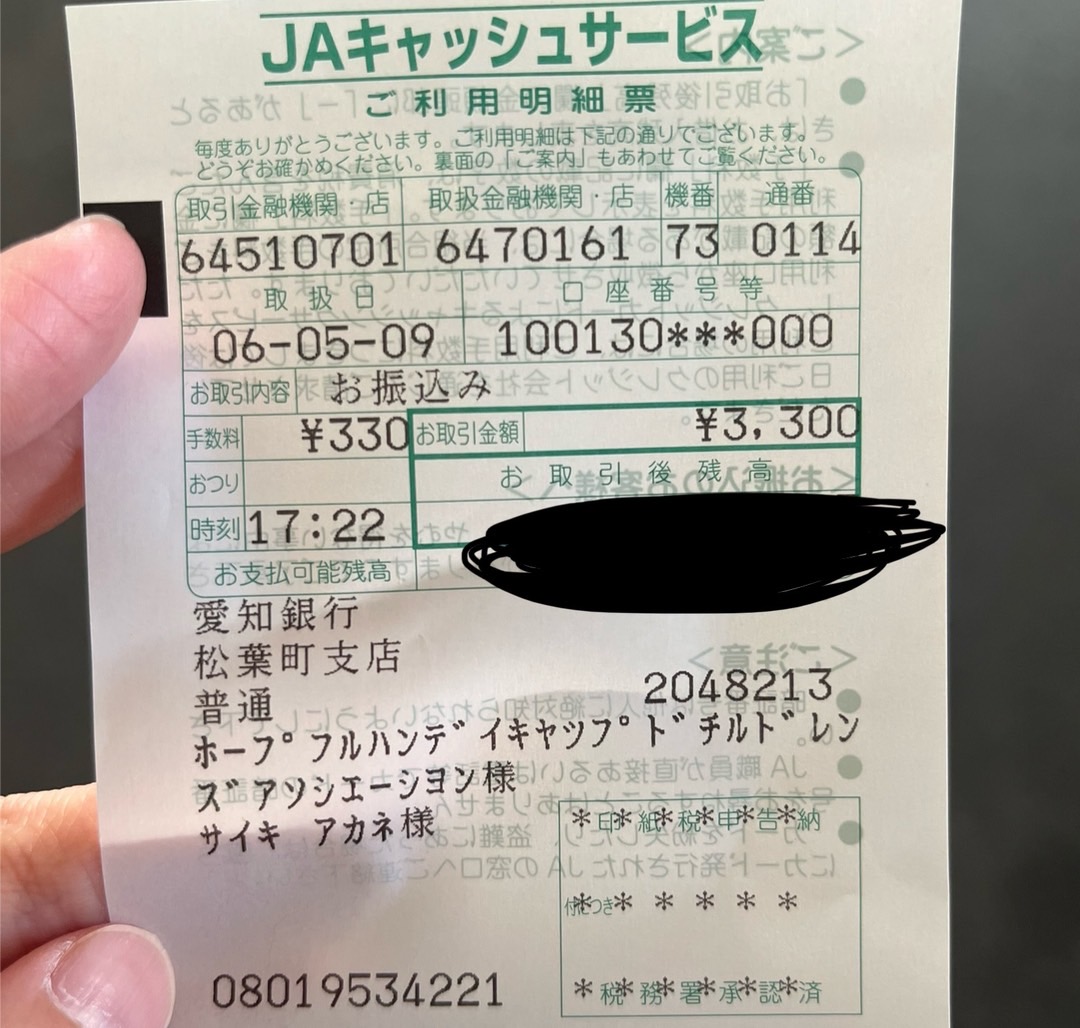 JAキャッシュサービス
ご利用明細票
毎度ありがとうございます。ご利用明細は下記の通りでございます。
どうぞお確かめください。裏面の「ご案内」もあわせてご覧ください。
取引金融機関・店 取扱金融機関・店 機番 通番
64510701 6470161 73 0114
取扱日 口座番号等
06-05-09 100130***000
お取引内容 お振込み
手数料 ¥330 お取引金額 ¥3,300
おつり お取引後残高
時刻 17:22
お支払可能残高
愛知銀行
松葉町支店
普通 2048213
ホープフルハンデイキャップドチルドレン
ズアソシエーション様
サイキ アカネ様
*印*紙*税*申*告*納
付につき* * * * *
*税*務*署*承*認*済
08019534221